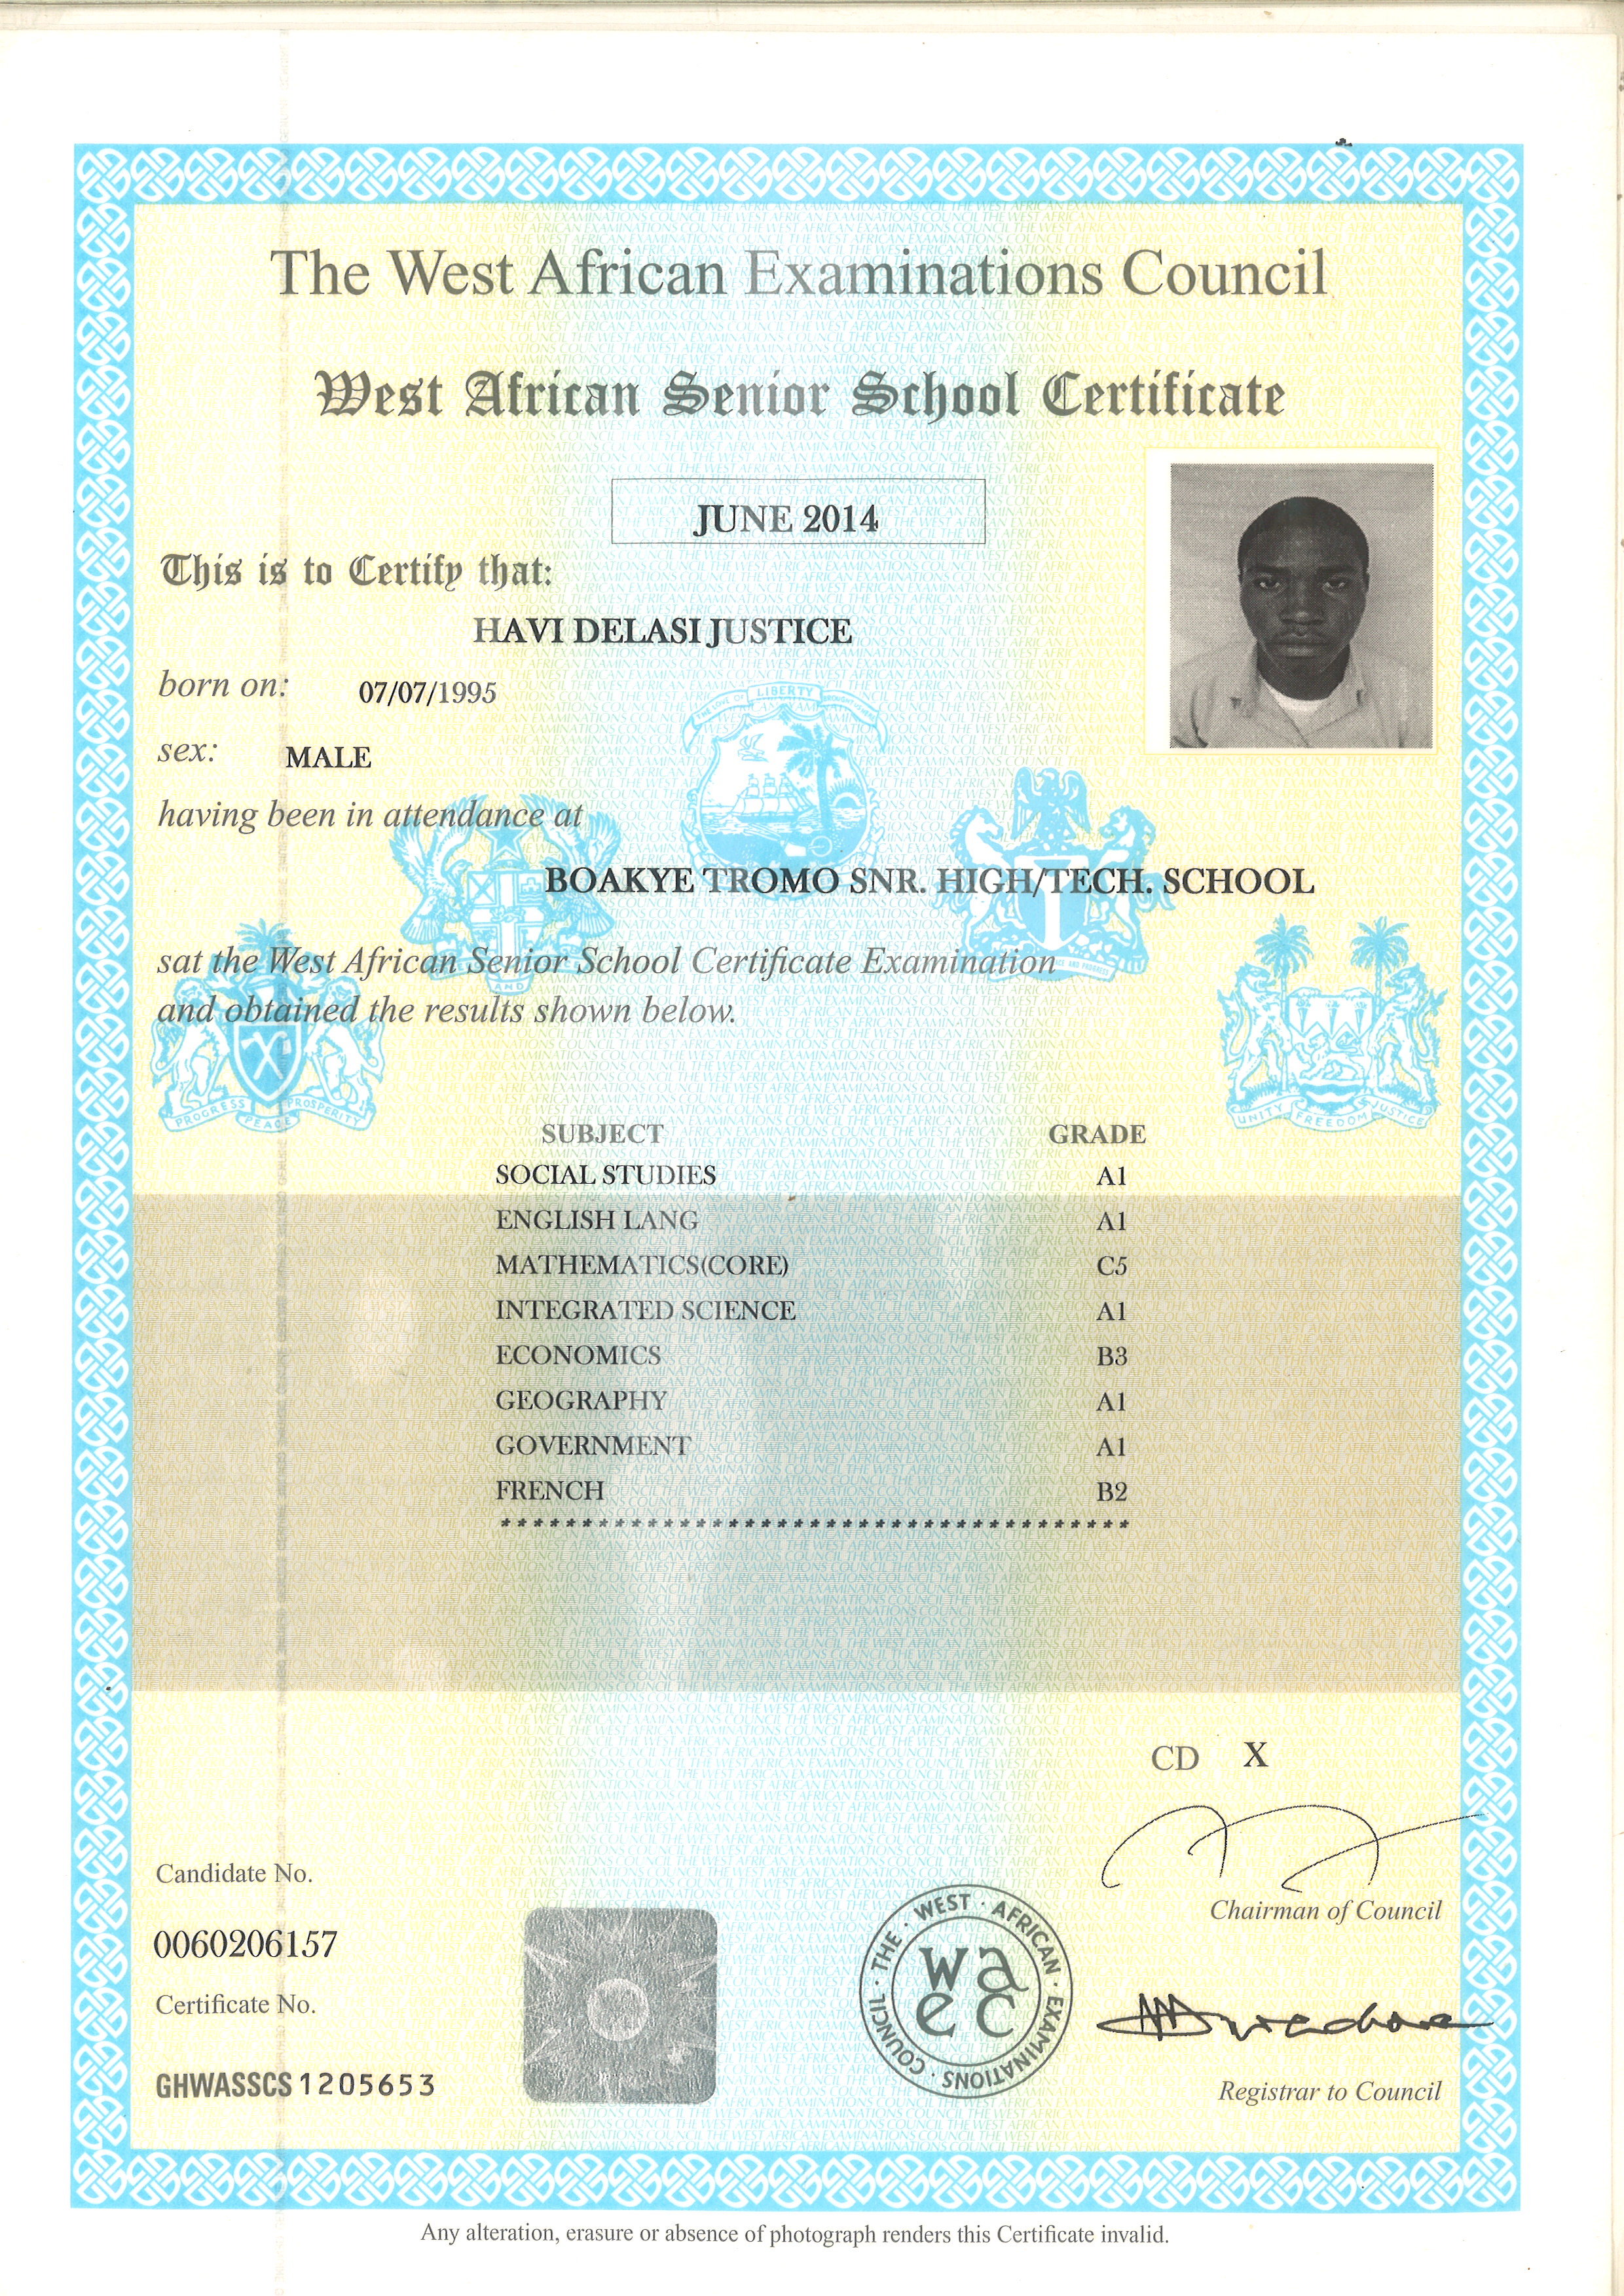 The West African Examinations Council
West African Senior School Certificate
JUNE 2014
This is to Certify that:
HAVI DELASI JUSTICE
born on: 07/07/1995
sex: MALE
having been in attendance at
BOAKYE TROMO SNR. HIGH/TECH. SCHOOL
sat the West African Senior School Certificate Examination
and obtained the results shown below.
LIBERTY
PROGRESS PEACE PROSPERITY
UNITY FREEDOM JUSTICE
SUBJECT GRADE
SOCIAL STUDIES A1
ENGLISH LANG A1
MATHEMATICS(CORE) C5
INTEGRATED SCIENCE A1
ECONOMICS B3
GEOGRAPHY A1
GOVERNMENT A1
FRENCH B2
***************************************
CD X
Chairman of Council
Candidate No.
0060206157
Certificate No.
GHWASSCS 1205653
THE · WEST · AFRICAN · EXAMINATIONS · COUNCIL ·
wa
ec
Registrar to Council
Any alteration, erasure or absence of photograph renders this Certificate invalid.